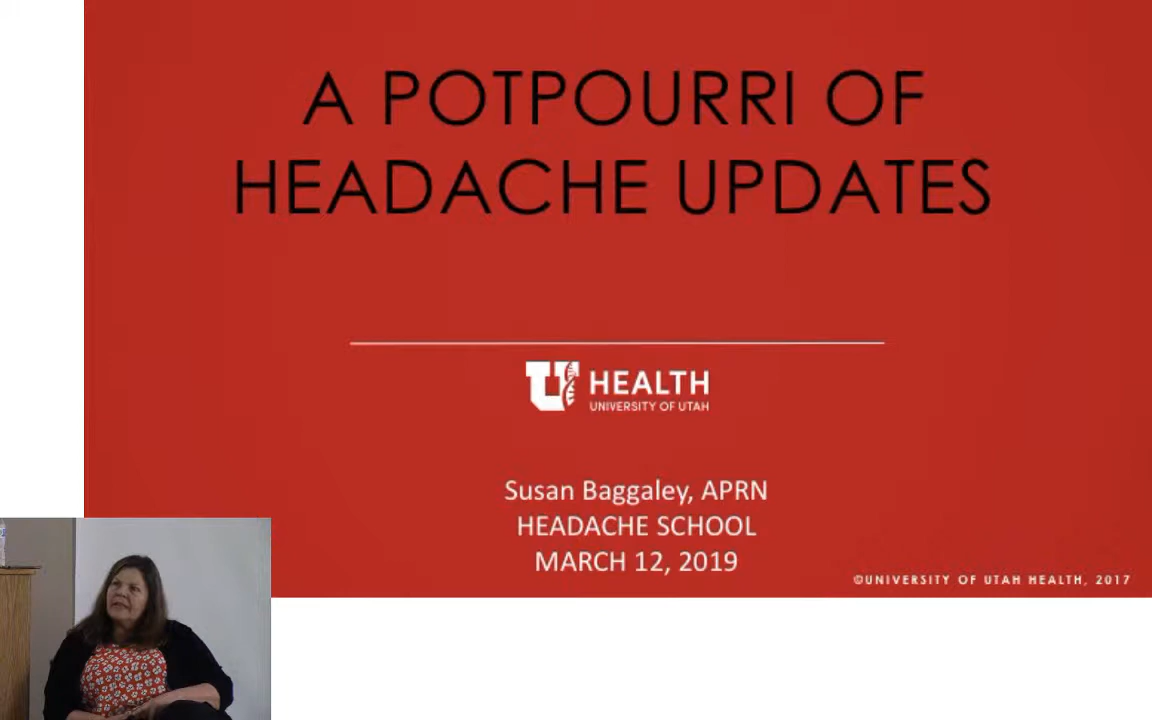 A POTPOURRI OF
HEADACHE UPDATES
U HEALTH
UNIVERSITY OF UTAH
Susan Baggaley, APRN
HEADACHE SCHOOL
MARCH 12, 2019
©UNIVERSITY OF UTAH HEALTH, 2017